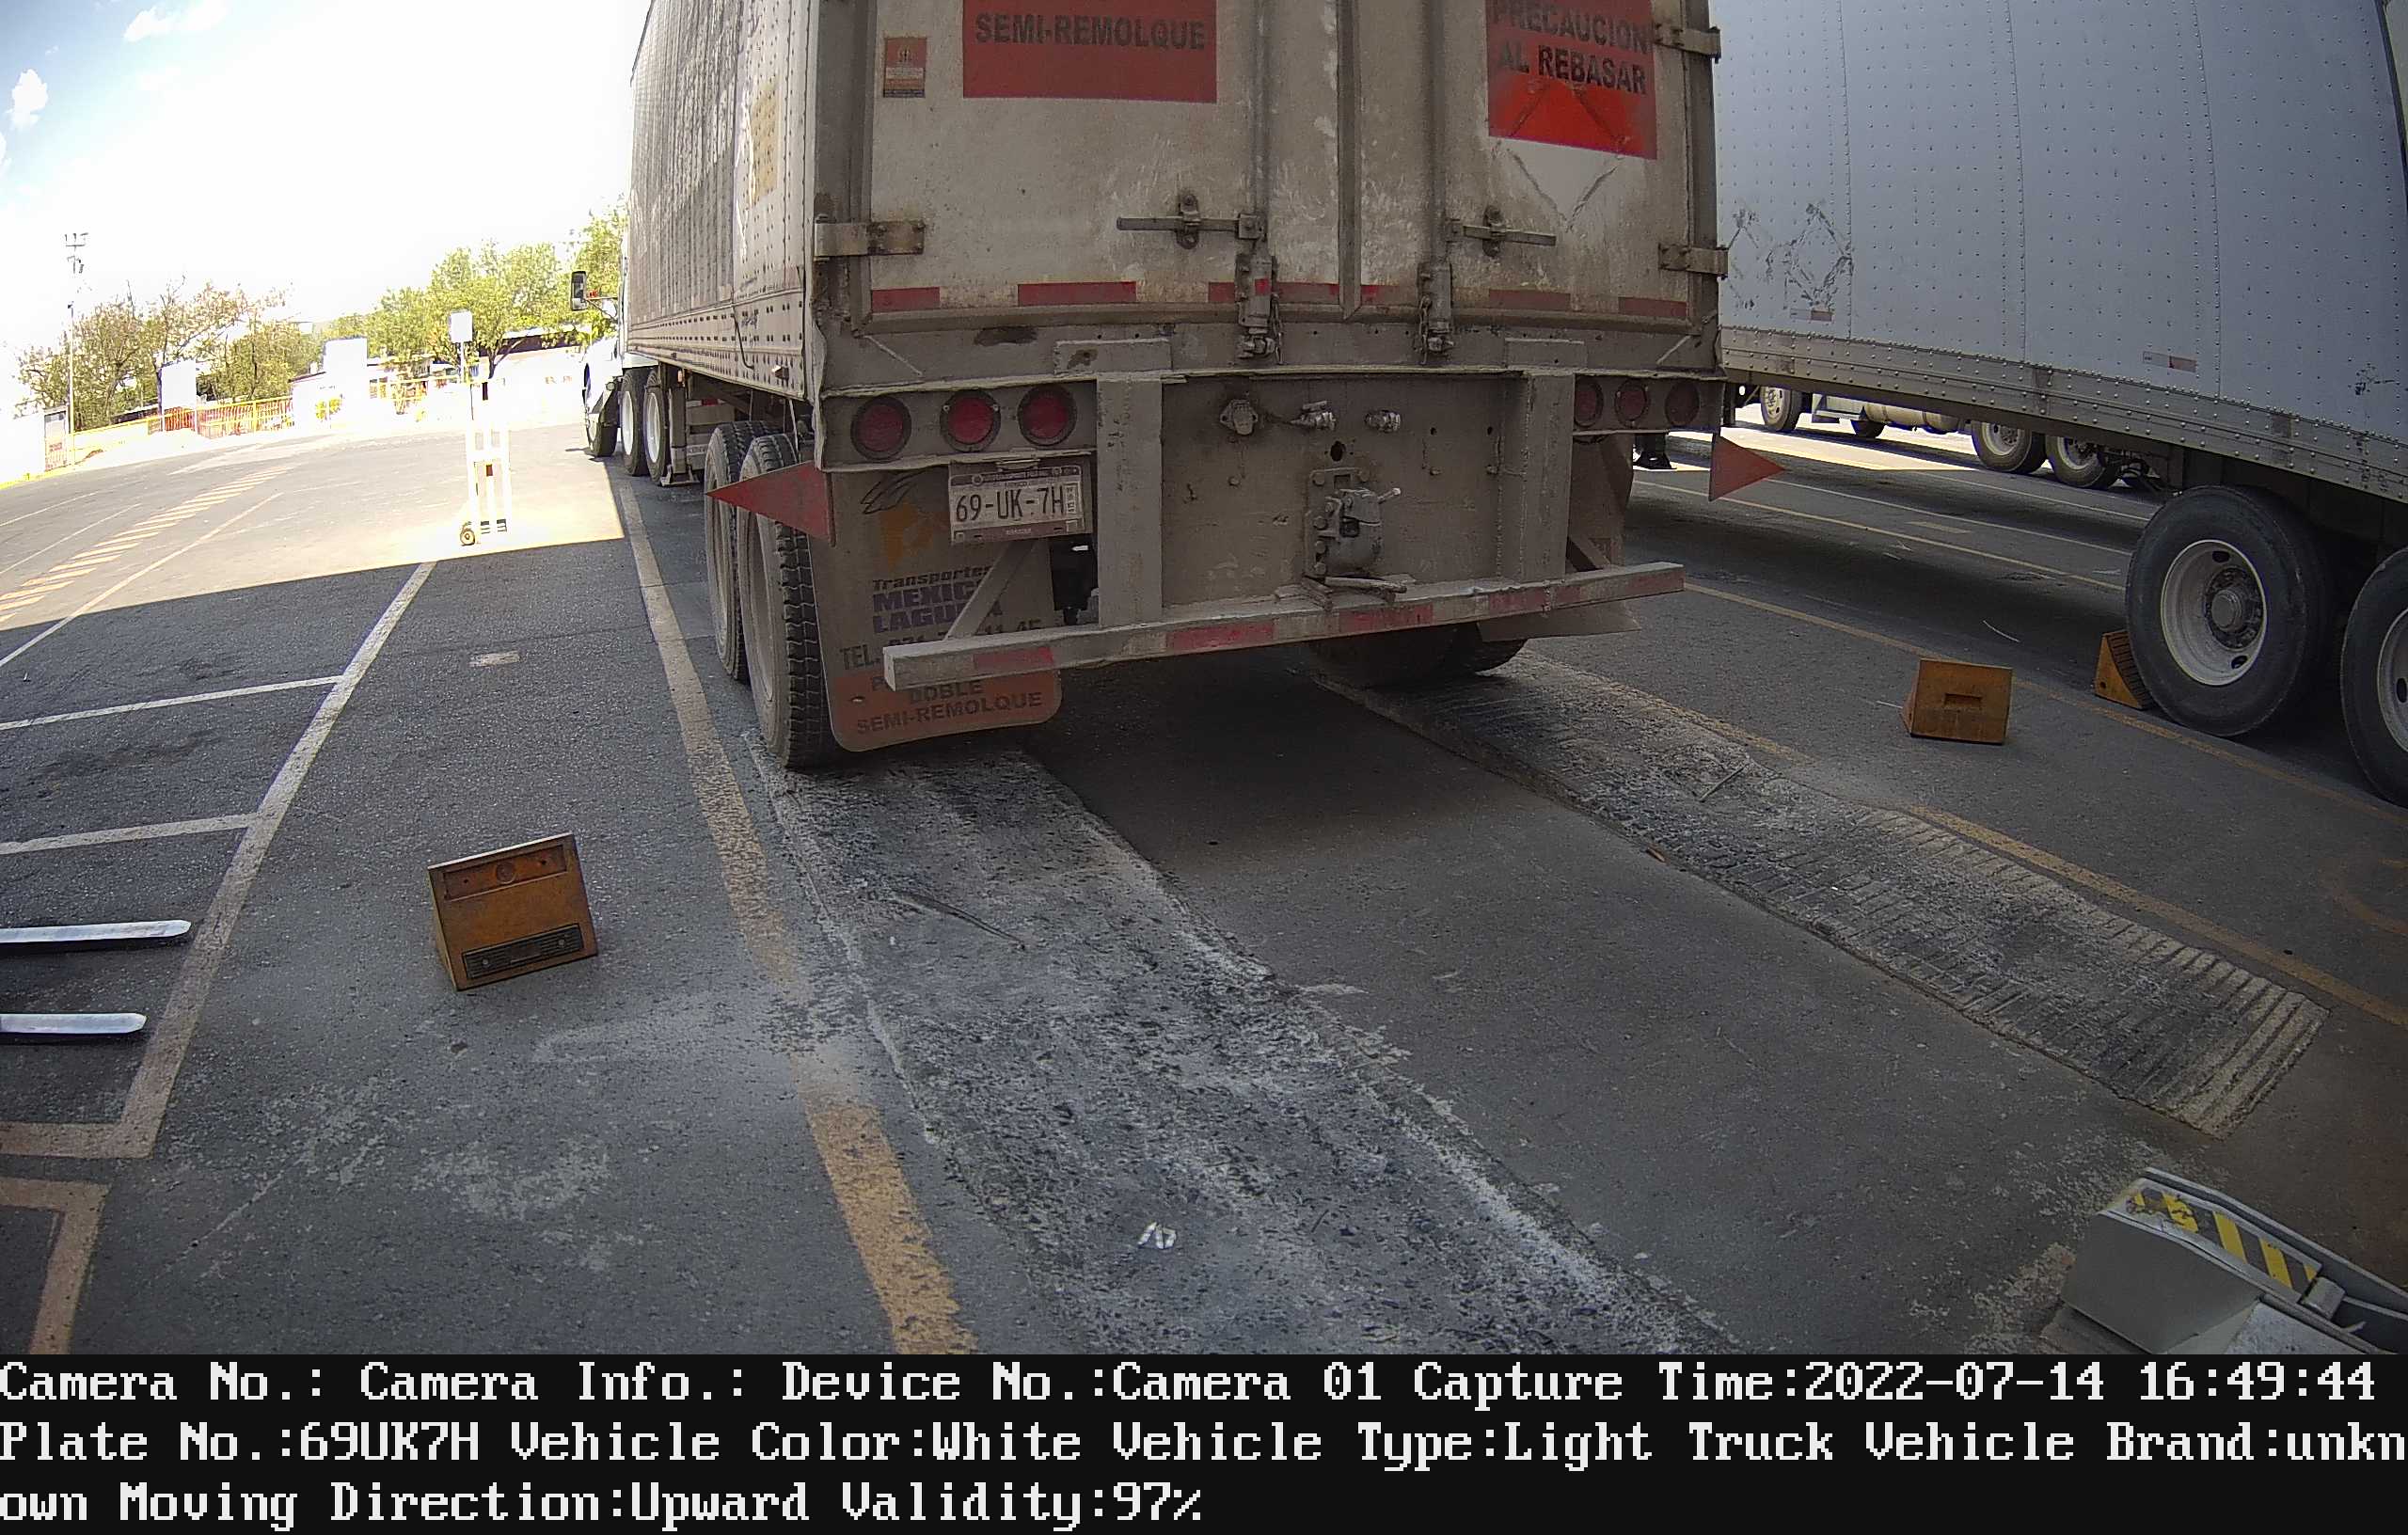 SEMI-REMOLQUE
PRECAUCION
AL REBASAR
69-UK-7H
Transportes
MEXICO
LAGUNA
TEL.
DOBLE
SEMI-REMOLQUE
Camera No.: Camera Info.: Device No.:Camera 01 Capture Time:2022-07-14 16:49:44
Plate No.:69UK7H Vehicle Color:White Vehicle Type:Light Truck Vehicle Brand:unkn
own Moving Direction:Upward Validity:97%